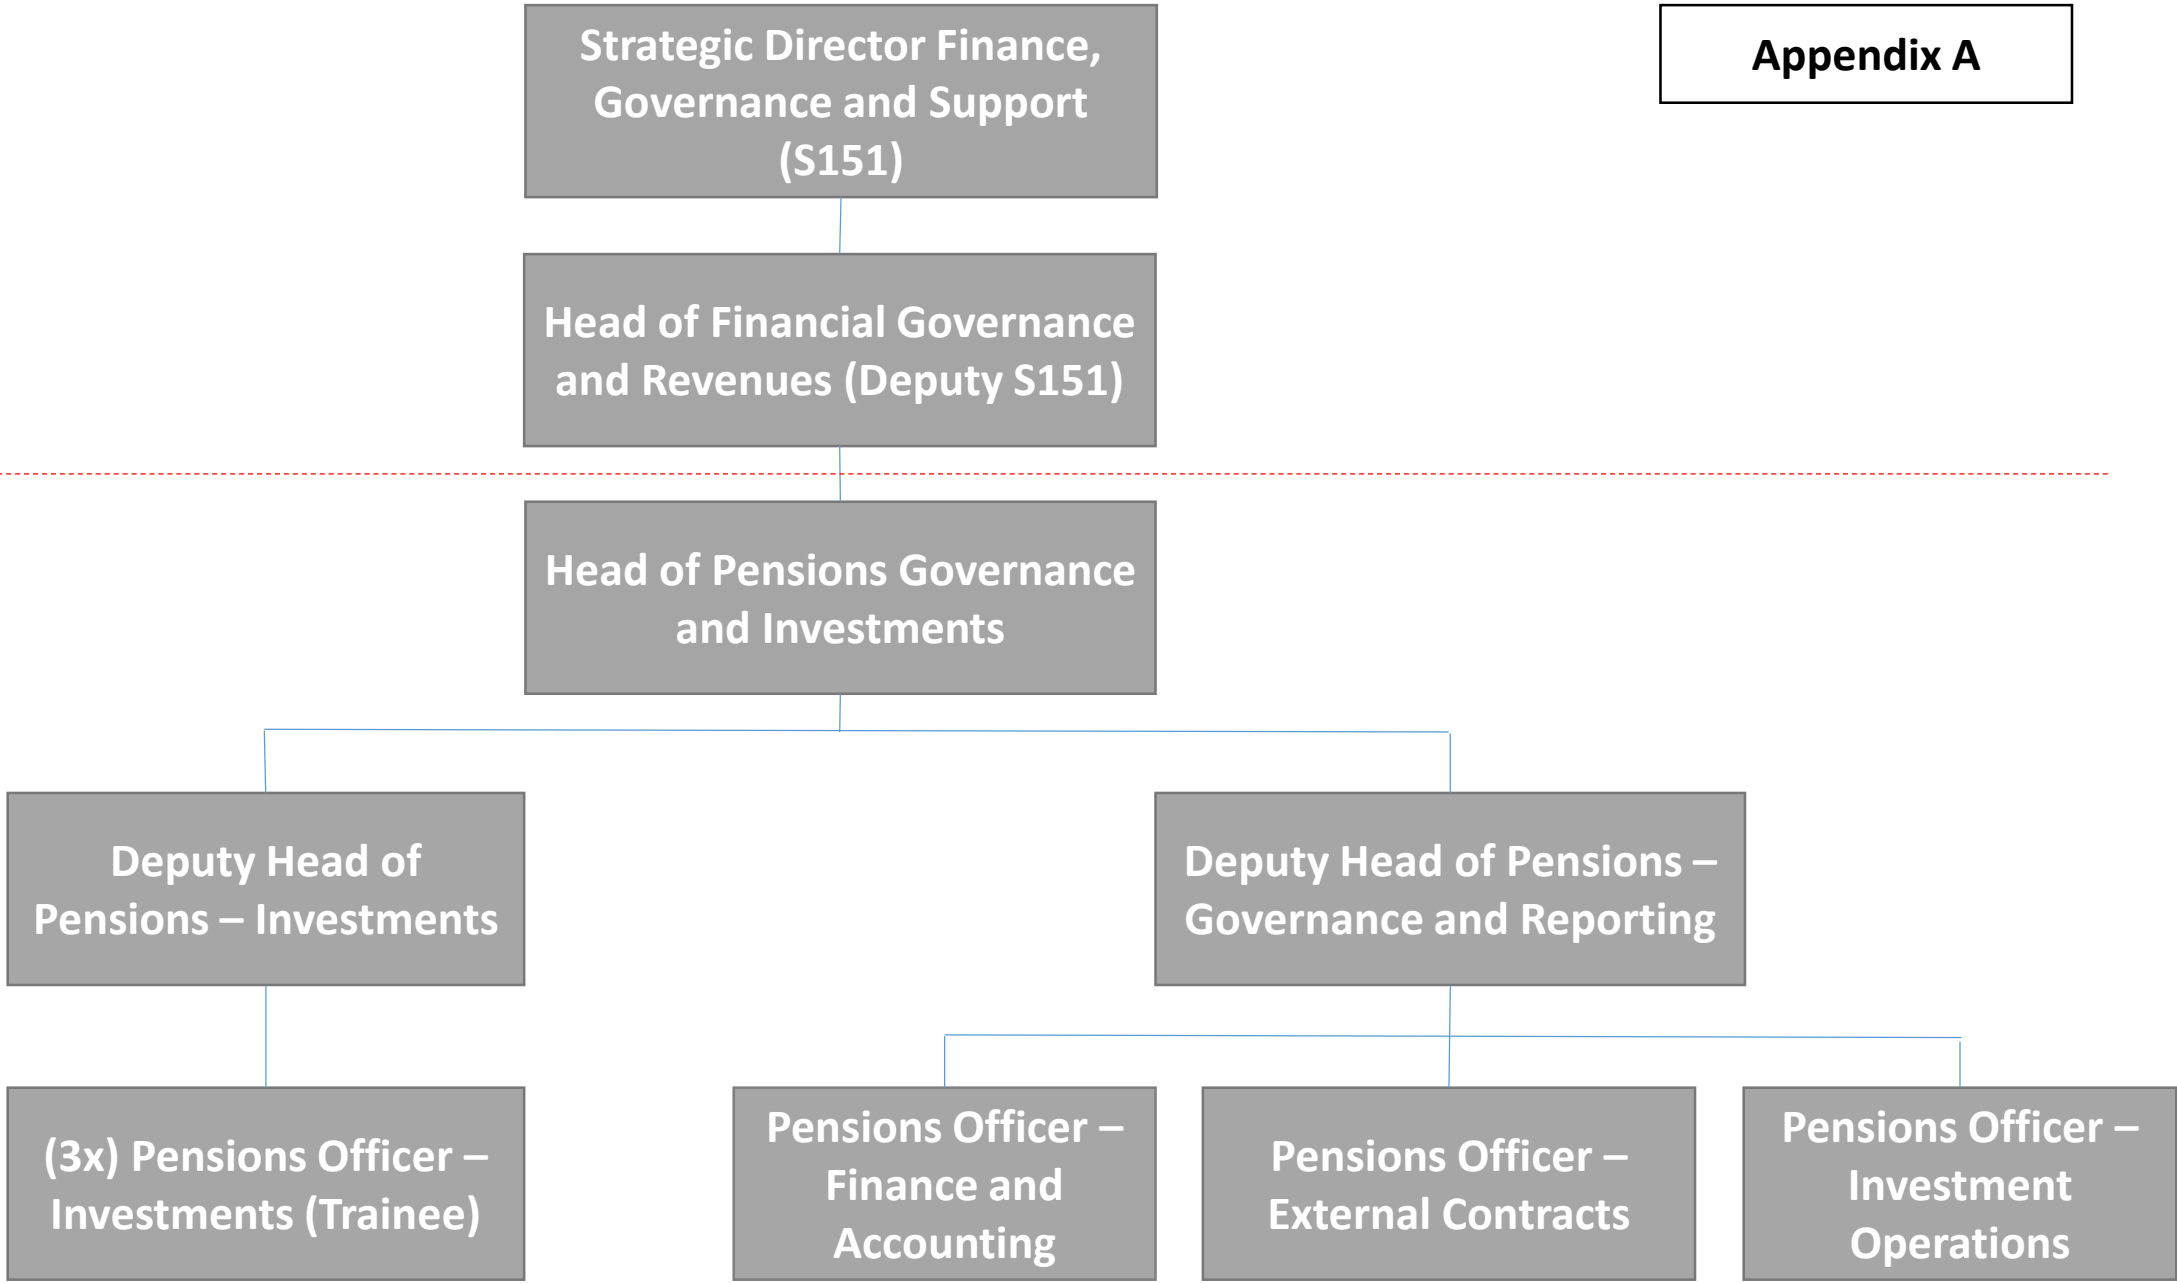 Strategic Director Finance,
Governance and Support
(S151)
Appendix A
Head of Financial Governance
and Revenues (Deputy S151)
Head of Pensions Governance
and Investments
Deputy Head of
Pensions – Investments
Deputy Head of Pensions –
Governance and Reporting
(3x) Pensions Officer –
Investments (Trainee)
Pensions Officer –
Finance and
Accounting
Pensions Officer –
External Contracts
Pensions Officer –
Investment
Operations